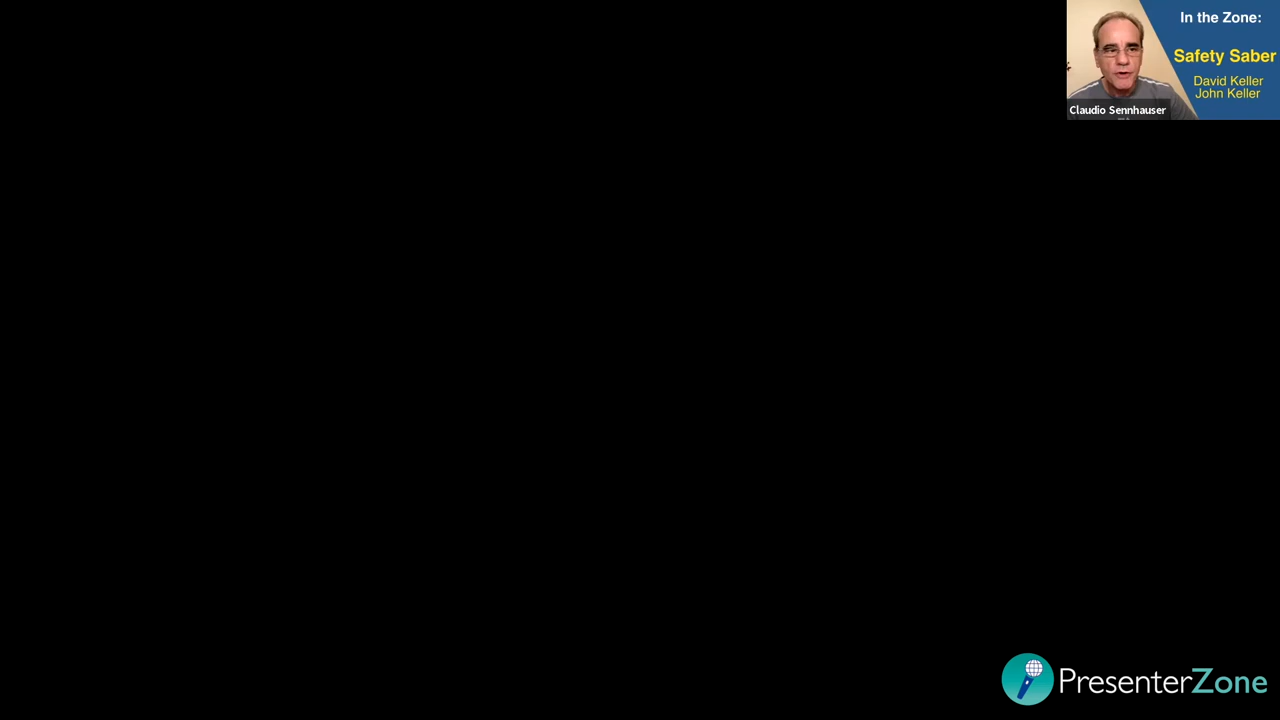 In the Zone:
Safety Saber
David Keller
John Keller
Claudio Sennhauser
PresenterZone